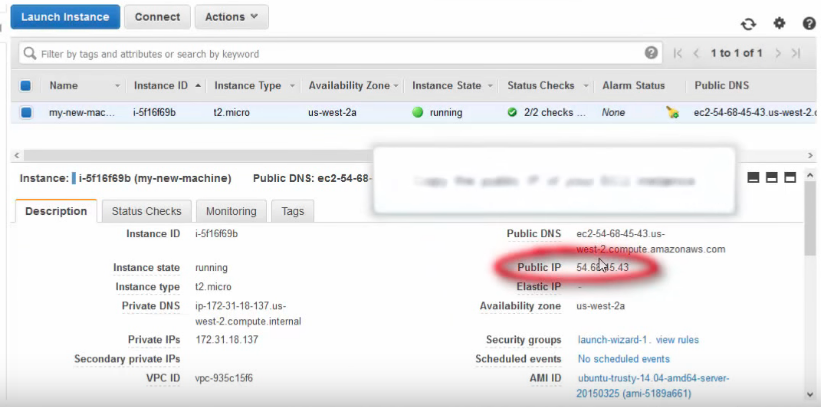 Launch Instance Connect Actions
Filter by tags and attributes or search by keyword 1 to 1 of 1
Name Instance ID Instance Type Availability Zone Instance State Status Checks Alarm Status Public DNS
my-new-mac... i-5f16f69b t2.micro us-west-2a running 2/2 checks ... None ec2-54-68-45-43.us-west-2.c
Instance: i-5f16f69b (my-new-machine) Public DNS: ec2-54-68-
Copy the public IP of your EC2 instance
Description Status Checks Monitoring Tags
Instance ID i-5f16f69b Public DNS ec2-54-68-45-43.us-
west-2.compute.amazonaws.com
Instance state running Public IP 54.68.45.43
Instance type t2.micro Elastic IP -
Private DNS ip-172-31-18-137.us- Availability zone us-west-2a
west-2.compute.internal
Private IPs 172.31.18.137 Security groups launch-wizard-1. view rules
Secondary private IPs Scheduled events No scheduled events
VPC ID vpc-935c15f6 AMI ID ubuntu-trusty-14.04-amd64-server-
20150325 (ami-5189a661)